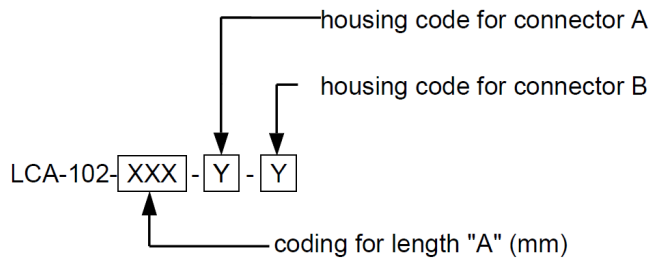 housing code for connector A
housing code for connector B
LCA-102-XXX - Y - Y
coding for length "A" (mm)